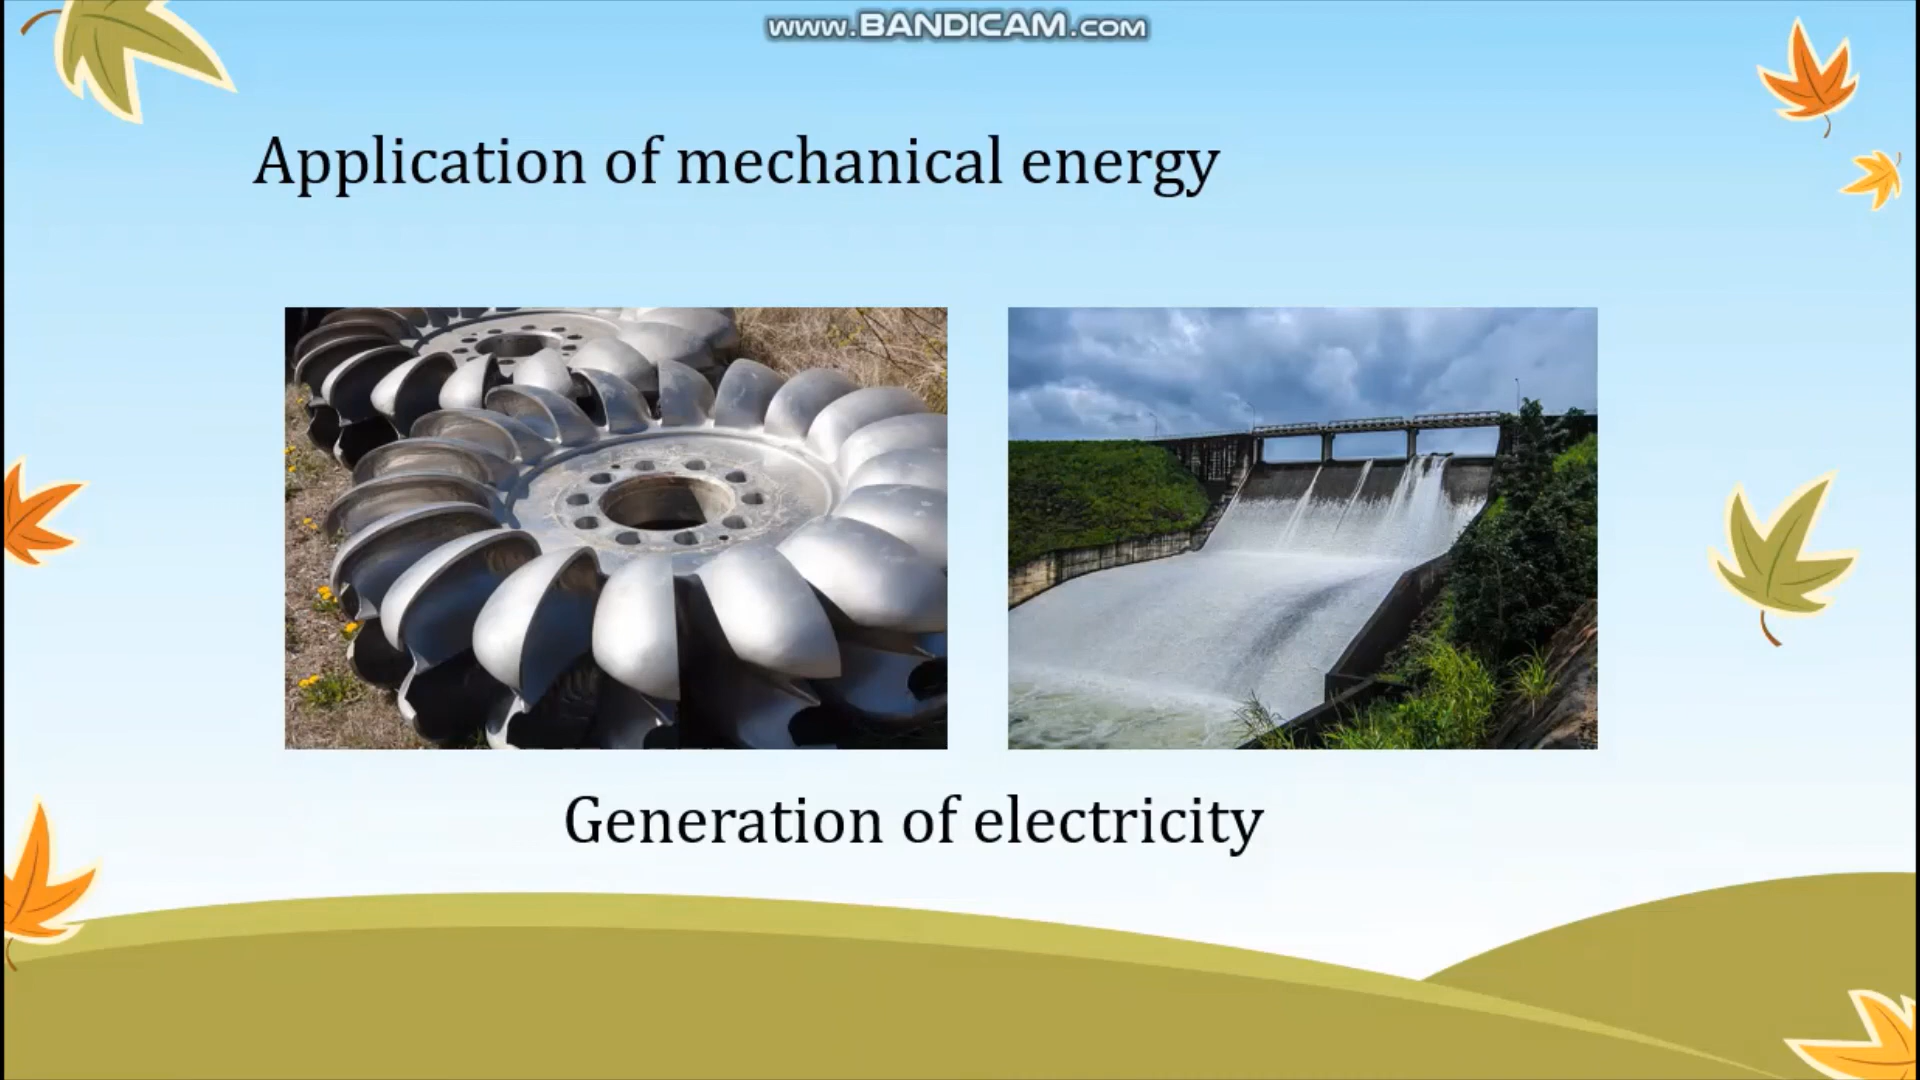 www.BANDICAM.com
Application of mechanical energy
Generation of electricity